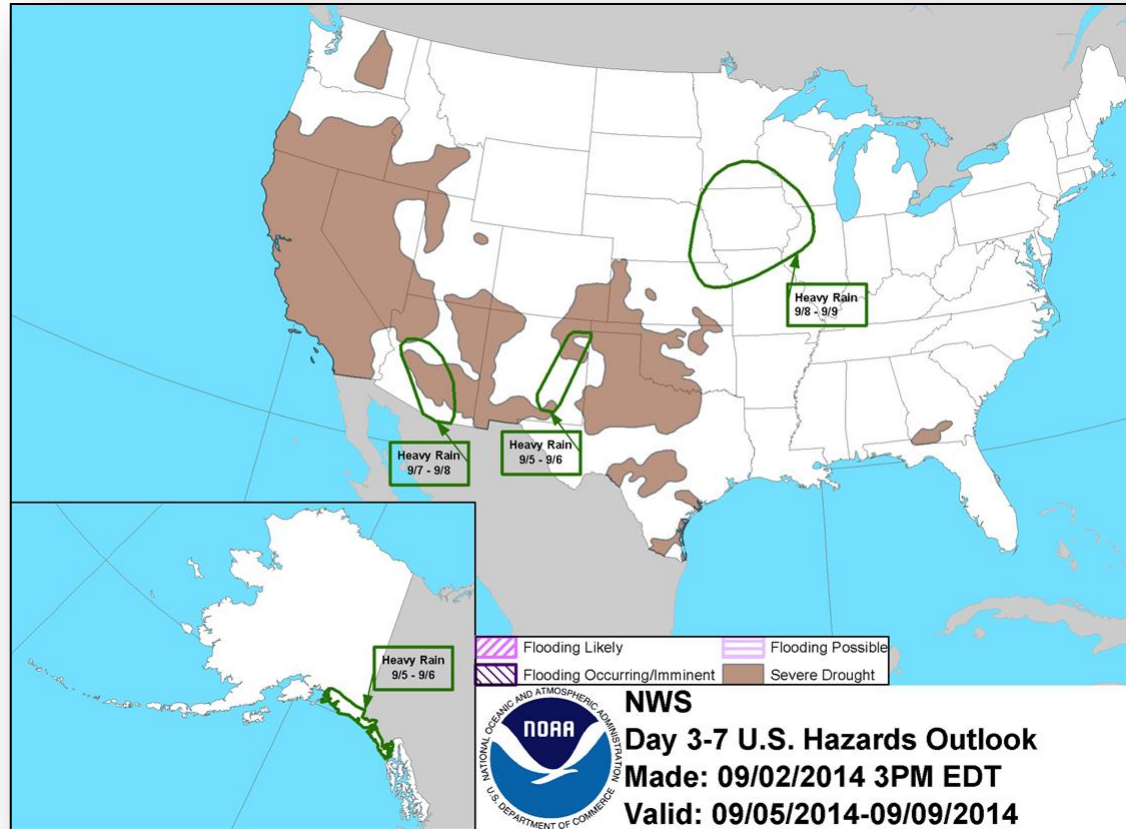 Heavy Rain
9/8 - 9/9
Heavy Rain
9/7 - 9/8
Heavy Rain
9/5 - 9/6
Heavy Rain
9/5 - 9/6
Flooding Likely
Flooding Possible
Flooding Occurring/Imminent
Severe Drought
NATIONAL OCEANIC AND ATMOSPHERIC ADMINISTRATION
U.S. DEPARTMENT OF COMMERCE
NOAA
NWS
Day 3-7 U.S. Hazards Outlook
Made: 09/02/2014 3PM EDT
Valid: 09/05/2014-09/09/2014